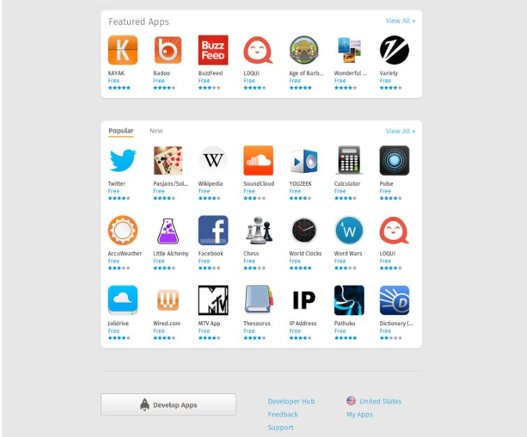 Featured Apps
View All »
KAYAK
Free
Badoo
Free
BuzzFeed
Free
LOQUI
Free
Age of Barb...
Free
Wonderful ...
Free
Variety
Free
K
b
BUZZ
FEED
V
Popular
New
View All »
Twitter
Free
Pasjans/Sol...
Free
Wikipedia
Free
SoundCloud
Free
YOUZEEK
Free
Calculator
Free
Pulse
Free
W
AccuWeather
Free
Little Alchemy
Free
Facebook
Free
Chess
Free
World Clocks
Free
Word Wars
Free
LOQUI
Free
f
W
Jolidrive
Free
Wired.com
Free
MTV App
Free
Thesaurus
Free
IP Address
Free
Pathuku
Free
Dictionary (...
Free
W
MTV
IP
D
Develop Apps
Developer Hub
Feedback
Support
United States
My Apps